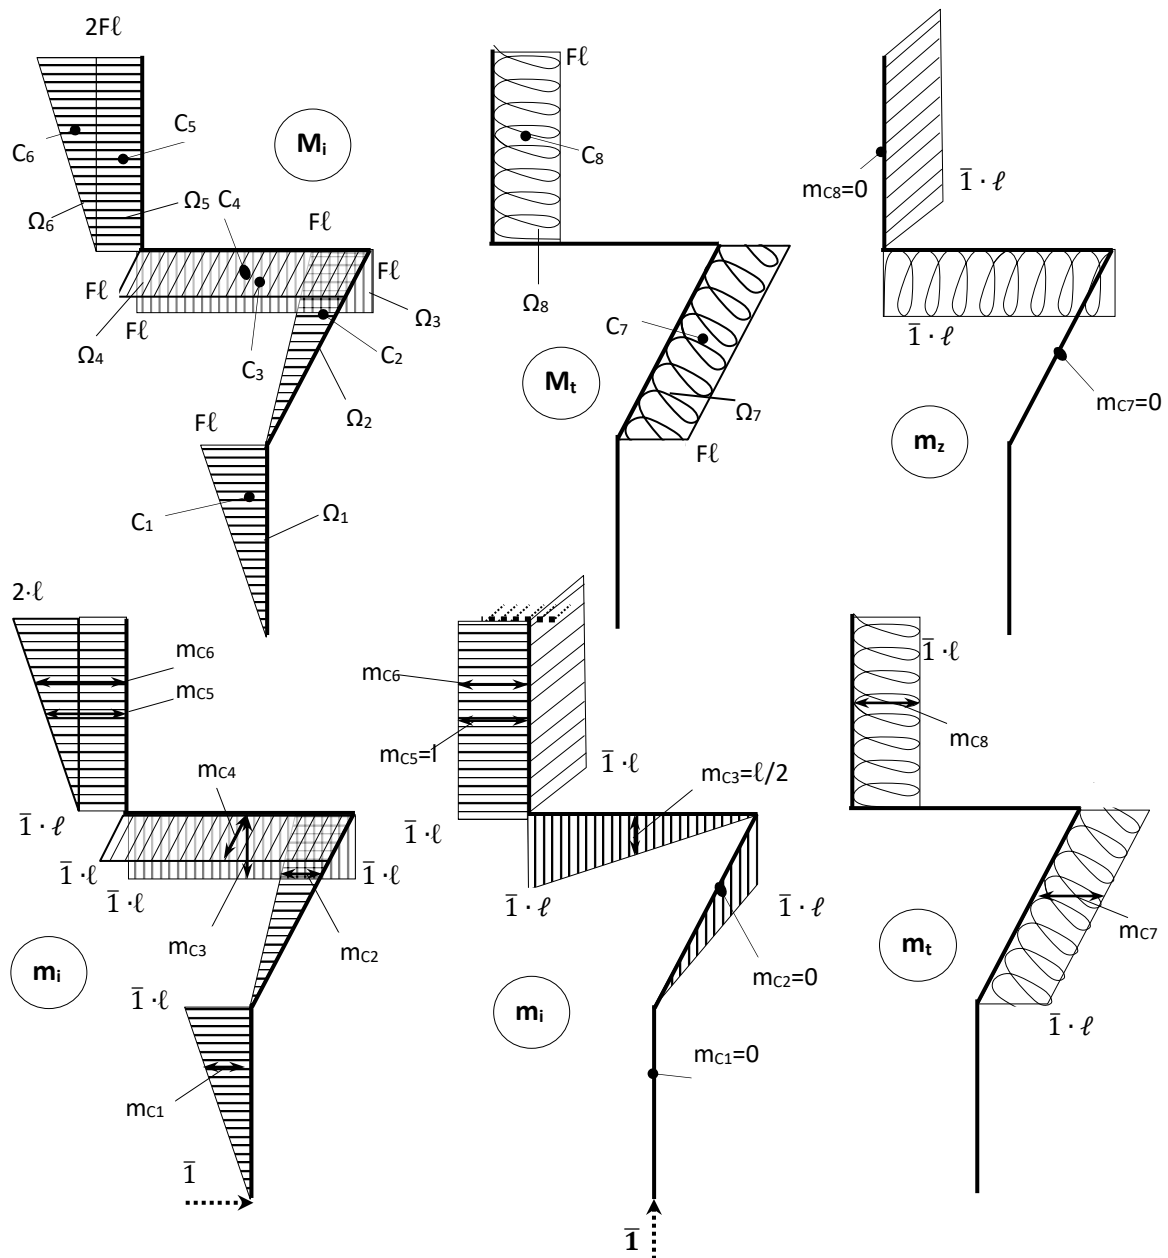 2Fℓ
C₆
C₅
Mᵢ
Ω₆
Ω₅
C₄
Fℓ
Fℓ
Fℓ
Fℓ
Ω₃
Ω₄
C₃
C₂
Ω₂
Fℓ
C₁
Ω₁
Fℓ
C₈
Ω₈
C₇
Mₜ
Ω₇
Fℓ
m_C8=0
1̅·ℓ
1̅·ℓ
m_C7=0
m_z
2·ℓ
m_C6
m_C5
m_C4
1̅·ℓ
1̅·ℓ
1̅·ℓ
1̅·ℓ
m_C3
m_C2
mᵢ
1̅·ℓ
m_C1
1̅
m_C6
m_C5=l
1̅·ℓ
m_C3=ℓ/2
1̅·ℓ
1̅·ℓ
1̅·ℓ
m_C2=0
mᵢ
m_C1=0
1̅
1̅·ℓ
m_C8
m_C7
mₜ
1̅·ℓ